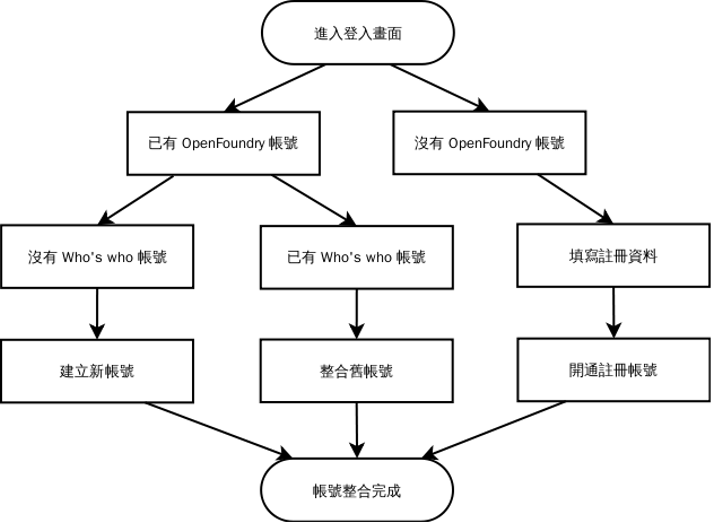 進入登入畫面
已有 OpenFoundry 帳號
沒有 OpenFoundry 帳號
沒有 Who's who 帳號
已有 Who's who 帳號
填寫註冊資料
建立新帳號
整合舊帳號
開通註冊帳號
帳號整合完成